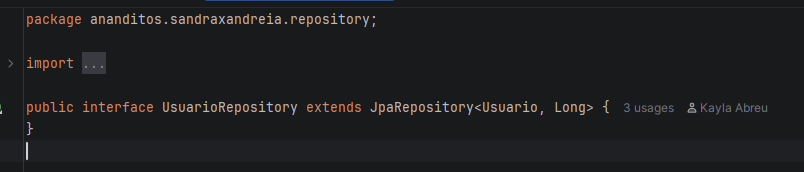 package ananditos.sandraxandreia.repository;
import ...
public interface UsuarioRepository extends JpaRepository<Usuario, Long> { 3 usages Kayla Abreu
}